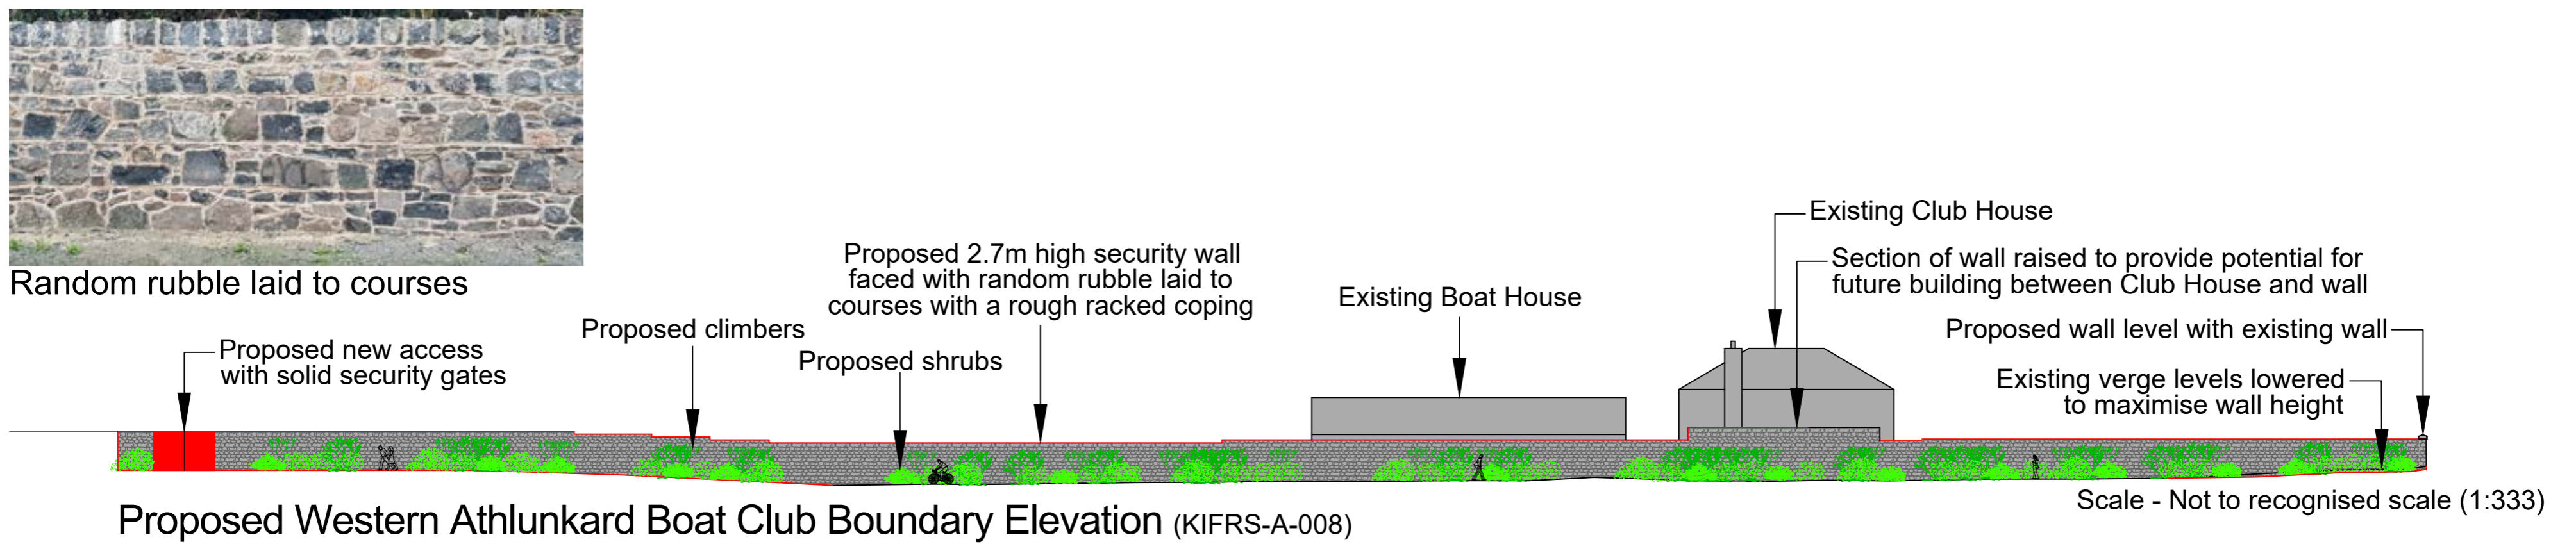 Random rubble laid to courses
Proposed new access
with solid security gates
Proposed climbers
Proposed shrubs
Proposed 2.7m high security wall
faced with random rubble laid to
courses with a rough racked coping
Existing Boat House
Existing Club House
Section of wall raised to provide potential for
future building between Club House and wall
Proposed wall level with existing wall
Existing verge levels lowered
to maximise wall height
Scale - Not to recognised scale (1:333)
Proposed Western Athlunkard Boat Club Boundary Elevation (KIFRS-A-008)